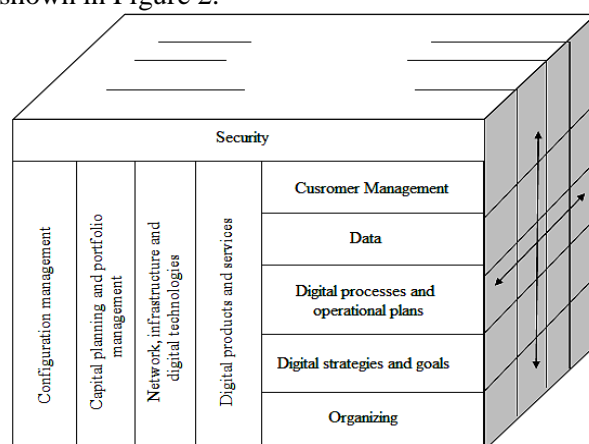 shown in Figure 2.
Security
Configuration management
Capital planning and portfolio
management
Network, infrastructure and
digital technologies
Digital products and services
Cusromer Management
Data
Digital processes and
operational plans
Digital strategies and goals
Organizing